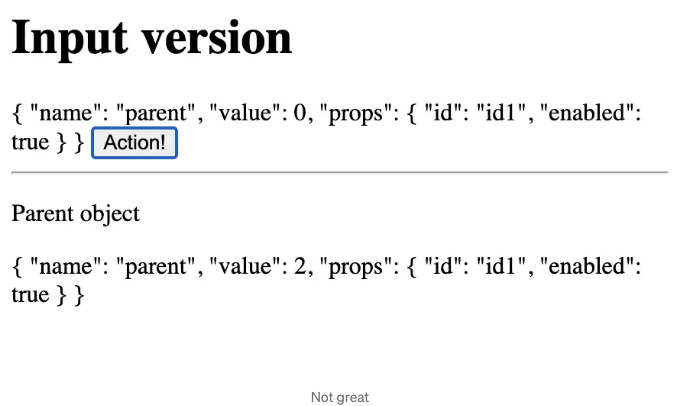 Input version
{ "name": "parent", "value": 0, "props": { "id": "id1", "enabled":
true } } Action!
Parent object
{ "name": "parent", "value": 2, "props": { "id": "id1", "enabled":
true } }
Not great